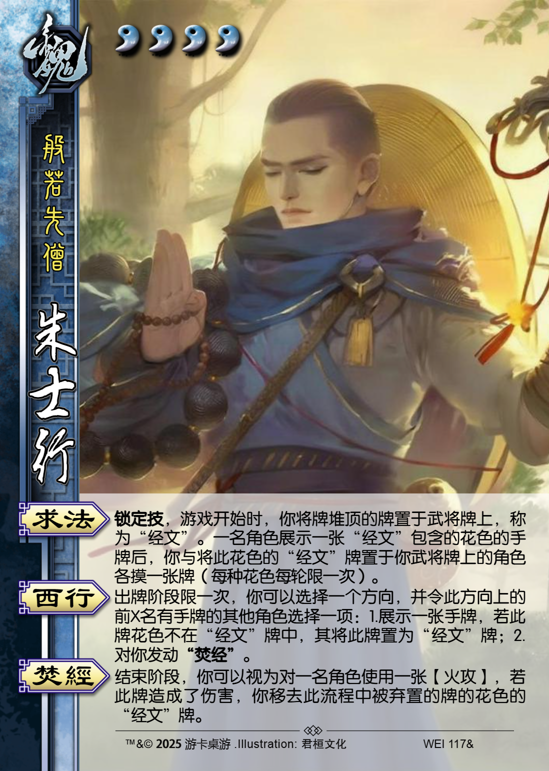 魏
般若先僧
朱士行
求法
锁定技，游戏开始时，你将牌堆顶的牌置于武将牌上，称
为“经文”。一名角色展示一张“经文”包含的花色的手
牌后，你与将此花色的“经文”牌置于你武将牌上的角色
各摸一张牌（每种花色每轮限一次）。
西行
出牌阶段限一次，你可以选择一个方向，并令此方向上的
前X名有手牌的其他角色选择一项：1.展示一张手牌，若此
牌花色不在“经文”牌中，其将此牌置为“经文”牌；2.
对你发动“焚经”。
焚經
结束阶段，你可以视为对一名角色使用一张【火攻】，若
此牌造成了伤害，你移去此流程中被弃置的牌的花色的
“经文”牌。
™&© 2025 游卡桌游 .Illustration: 君桓文化
WEI 117&